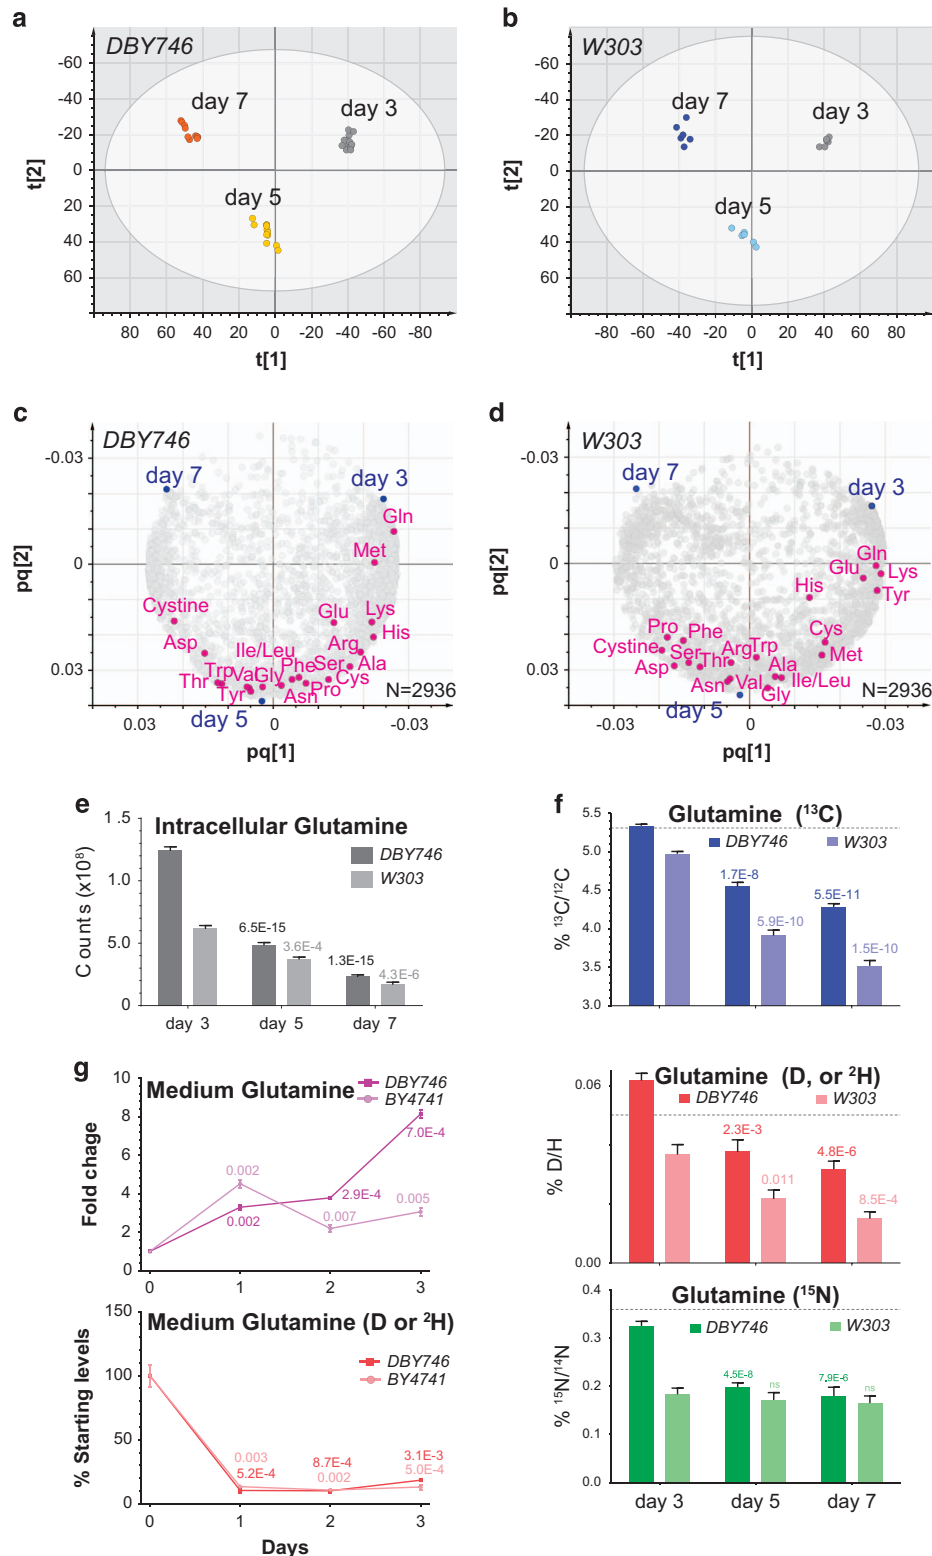 a
DBY746
-60
-40
-20
0
20
40
60
t[2]
day 7
day 3
day 5
80 60 40 20 0 -20 -40 -60 -80
t[1]
b
W303
-60
-40
-20
0
20
40
60
t[2]
day 7
day 3
day 5
-80 -60 -40 -20 0 20 40 60 80
t[1]
c
DBY746
-0.03
0
0.03
pq[2]
day 7
day 3
Gln
Met
Cystine
Glu Lys
Asp
His
Ile/Leu
Arg
Trp Val Gly Phe Ser Ala
Thr Tyr Asn Pro Cys
day 5
N=2936
0.03 0 -0.03
pq[1]
d
W303
-0.03
0
0.03
pq[2]
day 7
day 3
Gln
Glu Lys
His Tyr
Pro Phe Cys
Cystine Ser Arg Trp Met
Asp Thr Ala
Asn Val Gly Ile/Leu
day 5
N=2936
0.03 0 -0.03
pq[1]
e
Intracellular Glutamine
DBY746
W303
1.5
1.0
5.0
0
Counts (x10⁸)
6.5E-15
3.6E-4
1.3E-15
4.3E-6
day 3 day 5 day 7
f
Glutamine (¹³C)
DBY746 W303
5.5
5.0
4.5
4.0
3.5
3.0
% ¹³C/¹²C
1.7E-8
5.9E-10
5.5E-11
1.5E-10
Glutamine (D, or ²H)
DBY746 W303
0.06
0.00
% D/H
2.3E-3
0.011
4.8E-6
8.5E-4
Glutamine (¹⁵N)
DBY746 W303
0.4
0.3
0.2
0.1
0.0
% ¹⁵N/¹⁴N
4.5E-8
ns
7.9E-6
ns
day 3 day 5 day 7
g
Medium Glutamine
DBY746
BY4741
10
8
6
4
2
0
Fold chage
0.002
0.002
2.9E-4
0.007
7.0E-4
0.005
0 1 2 3
Medium Glutamine (D or ²H)
DBY746
BY4741
150
100
50
0
% Starting levels
0.003
5.2E-4
8.7E-4
0.002
3.1E-3
5.0E-4
0 1 2 3
Days